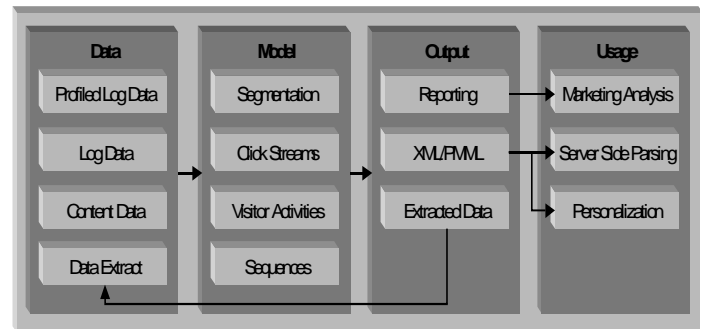 Data
Profiled Log Data
Log Data
Content Data
Data Extract
Model
Segmentation
Click Streams
Visitor Activities
Sequences
Output
Reporting
XML/PMML
Extracted Data
Usage
Marketing Analysis
Server Side Parsing
Personalization